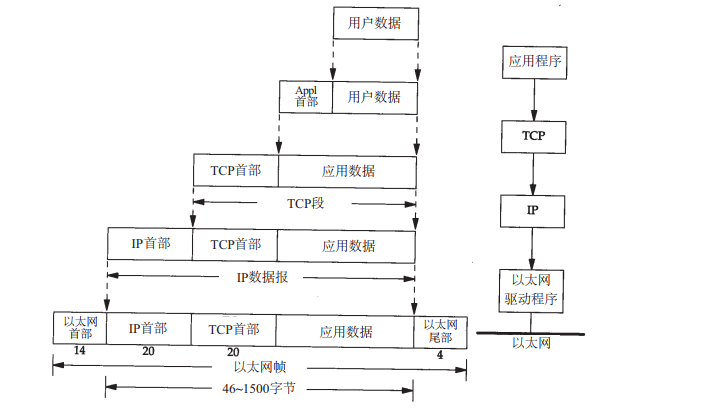 用户数据
应用程序
Appl
首部
用户数据
TCP
TCP首部
应用数据
TCP段
IP
IP首部
TCP首部
应用数据
IP数据报
以太网
驱动程序
以太网
首部
IP首部
TCP首部
应用数据
以太网
尾部
以太网
14
20
20
4
以太网帧
46~1500字节